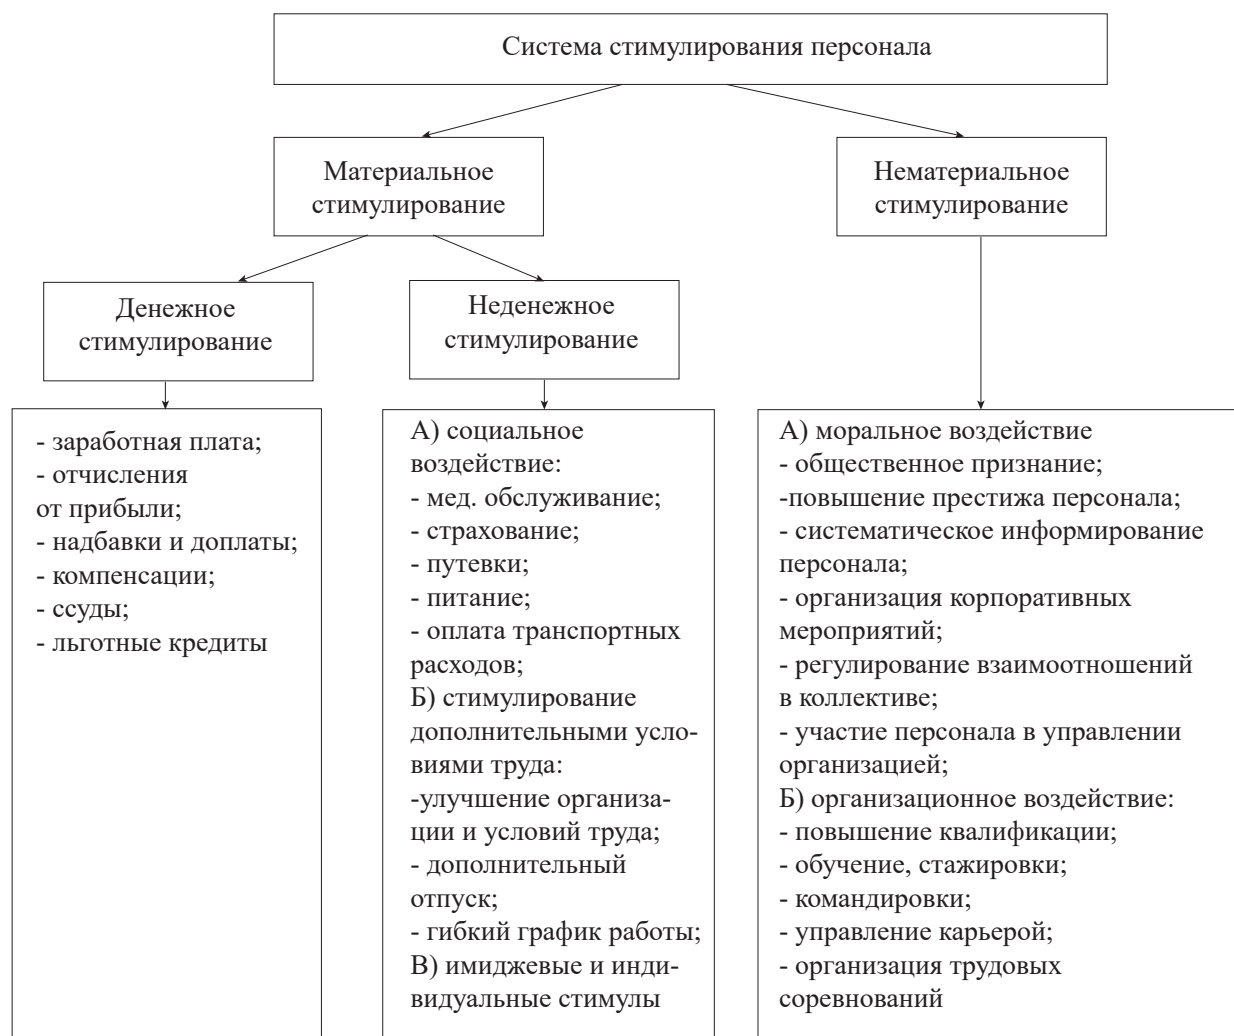 Система стимулирования персонала
Материальное
стимулирование
Нематериальное
стимулирование
Денежное
стимулирование
Неденежное
стимулирование
- заработная плата;
- отчисления
от прибыли;
- надбавки и доплаты;
- компенсации;
- ссуды;
- льготные кредиты
А) социальное
воздействие:
- мед. обслуживание;
- страхование;
- путевки;
- питание;
- оплата транспортных
расходов;
Б) стимулирование
дополнительными усло-
виями труда:
-улучшение организа-
ции и условий труда;
- дополнительный
отпуск;
- гибкий график работы;
В) имиджевые и инди-
видуальные стимулы
А) моральное воздействие
- общественное признание;
-повышение престижа персонала;
- систематическое информирование
персонала;
- организация корпоративных
мероприятий;
- регулирование взаимоотношений
в коллективе;
- участие персонала в управлении
организацией;
Б) организационное воздействие:
- повышение квалификации;
- обучение, стажировки;
- командировки;
- управление карьерой;
- организация трудовых
соревнований